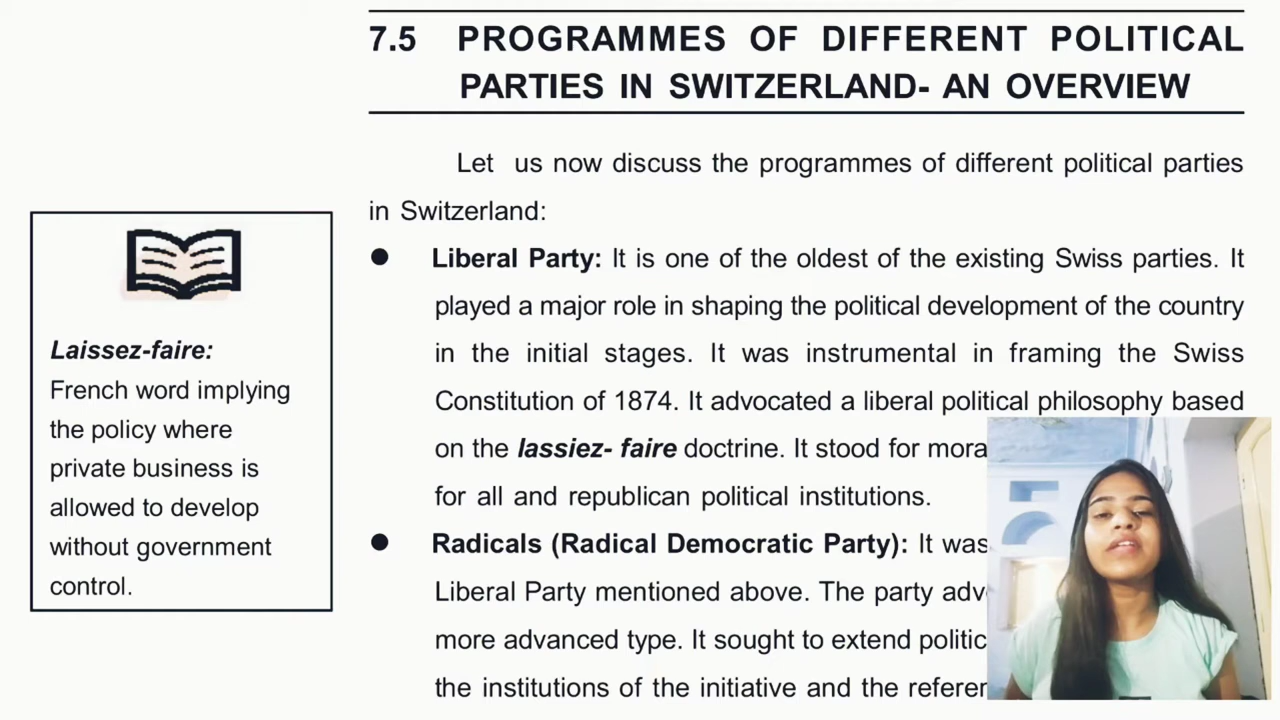 7.5 PROGRAMMES OF DIFFERENT POLITICAL
PARTIES IN SWITZERLAND- AN OVERVIEW
Let us now discuss the programmes of different political parties
in Switzerland:
● Liberal Party: It is one of the oldest of the existing Swiss parties. It
played a major role in shaping the political development of the country
in the initial stages. It was instrumental in framing the Swiss
Constitution of 1874. It advocated a liberal political philosophy based
on the lassiez- faire doctrine. It stood for
for all and republican political institutions.
● Radicals (Radical Democratic Party): It was
Liberal Party mentioned above. The party
more advanced type. It sought to extend
the institutions of the initiative and the
Laissez-faire:
French word implying
the policy where
private business is
allowed to develop
without government
control.